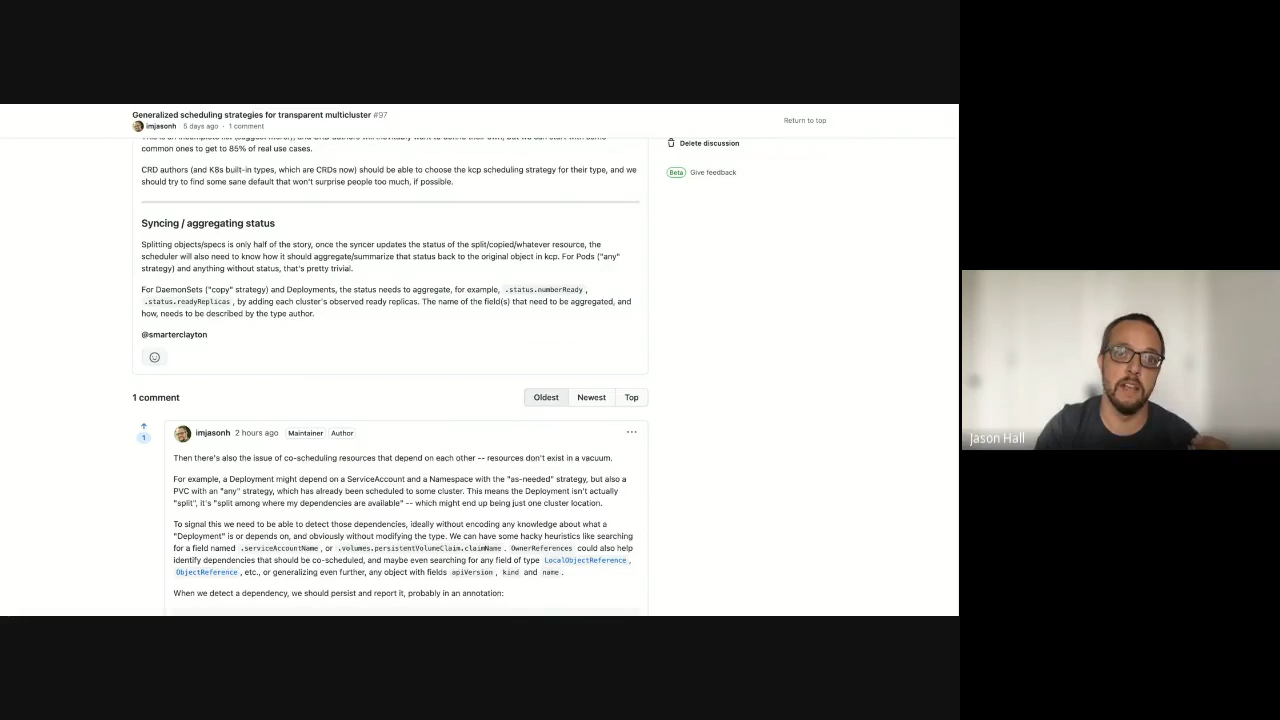 Generalized scheduling strategies for transparent multicluster #97
imjasonh 5 days ago · 1 comment
Return to top
common ones to get to 85% of real use cases.
CRD authors (and K8s built-in types, which are CRDs now) should be able to choose the kcp scheduling strategy for their type, and we
should try to find some sane default that won't surprise people too much, if possible.
Delete discussion
Beta Give feedback
Syncing / aggregating status
Splitting objects/specs is only half of the story, once the syncer updates the status of the split/copied/whatever resource, the
scheduler will also need to know how it should aggregate/summarize that status back to the original object in kcp. For Pods ("any"
strategy) and anything without status, that's pretty trivial.
For DaemonSets ("copy" strategy) and Deployments, the status needs to aggregate, for example, .status.numberReady,
.status.readyReplicas, by adding each cluster's observed ready replicas. The name of the field(s) that need to be aggregated, and
how, needs to be described by the type author.
@smarterclayton
1 comment
Oldest Newest Top
1
imjasonh 2 hours ago Maintainer Author ···
Then there's also the issue of co-scheduling resources that depend on each other -- resources don't exist in a vacuum.
For example, a Deployment might depend on a ServiceAccount and a Namespace with the "as-needed" strategy, but also a
PVC with an "any" strategy, which has already been scheduled to some cluster. This means the Deployment isn't actually
"split", it's "split among where my dependencies are available" -- which might end up being just one cluster location.
To signal this we need to be able to detect those dependencies, ideally without encoding any knowledge about what a
"Deployment" is or depends on, and obviously without modifying the type. We can have some hacky heuristics like searching
for a field named .serviceAccountName, or .volumes.persistentVolumeClaim.claimName. OwnerReferences could also help
identify dependencies that should be co-scheduled, and maybe even searching for any field of type LocalObjectReference,
ObjectReference, etc., or generalizing even further, any object with fields apiVersion, kind and name.
When we detect a dependency, we should persist and report it, probably in an annotation:
Jason Hall